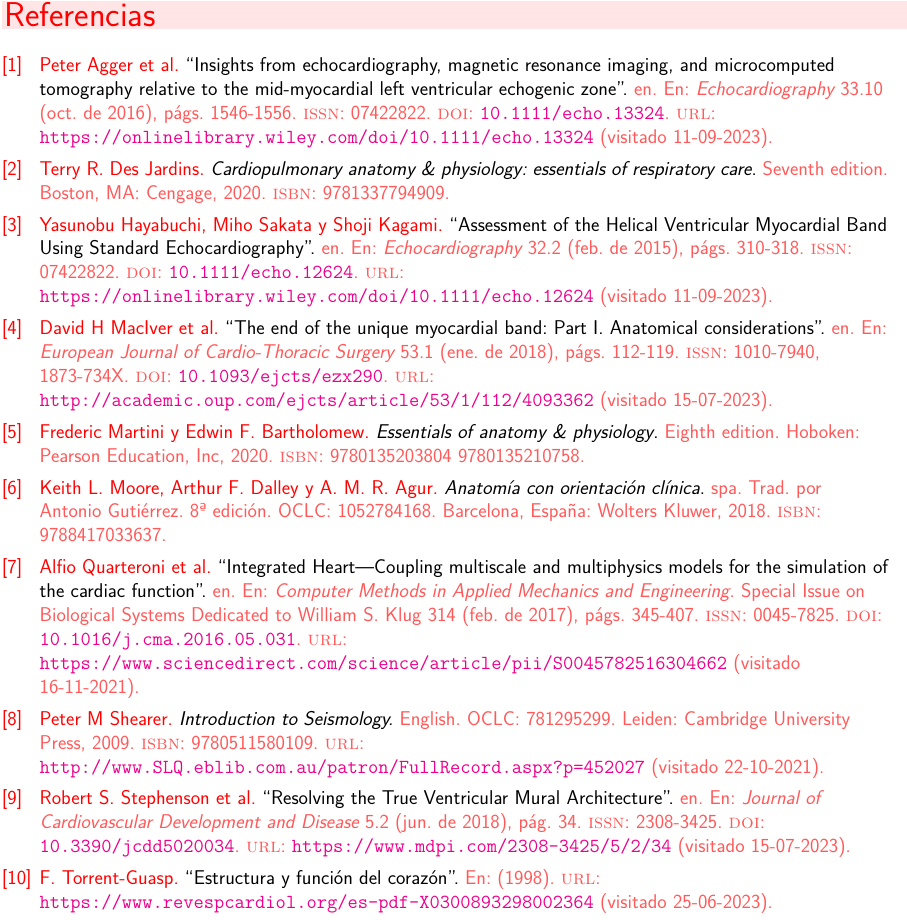 Referencias
[1] Peter Agger et al. “Insights from echocardiography, magnetic resonance imaging, and microcomputed
tomography relative to the mid-myocardial left ventricular echogenic zone”. en. En: Echocardiography 33.10
(oct. de 2016), págs. 1546-1556. ISSN: 07422822. DOI: 10.1111/echo.13324. URL:
https://onlinelibrary.wiley.com/doi/10.1111/echo.13324 (visitado 11-09-2023).
[2] Terry R. Des Jardins. Cardiopulmonary anatomy & physiology: essentials of respiratory care. Seventh edition.
Boston, MA: Cengage, 2020. ISBN: 9781337794909.
[3] Yasunobu Hayabuchi, Miho Sakata y Shoji Kagami. “Assessment of the Helical Ventricular Myocardial Band
Using Standard Echocardiography”. en. En: Echocardiography 32.2 (feb. de 2015), págs. 310-318. ISSN:
07422822. DOI: 10.1111/echo.12624. URL:
https://onlinelibrary.wiley.com/doi/10.1111/echo.12624 (visitado 11-09-2023).
[4] David H MacIver et al. “The end of the unique myocardial band: Part I. Anatomical considerations”. en. En:
European Journal of Cardio-Thoracic Surgery 53.1 (ene. de 2018), págs. 112-119. ISSN: 1010-7940,
1873-734X. DOI: 10.1093/ejcts/ezx290. URL:
http://academic.oup.com/ejcts/article/53/1/112/4093362 (visitado 15-07-2023).
[5] Frederic Martini y Edwin F. Bartholomew. Essentials of anatomy & physiology. Eighth edition. Hoboken:
Pearson Education, Inc, 2020. ISBN: 9780135203804 9780135210758.
[6] Keith L. Moore, Arthur F. Dalley y A. M. R. Agur. Anatomía con orientación clínica. spa. Trad. por
Antonio Gutiérrez. 8ª edición. OCLC: 1052784168. Barcelona, España: Wolters Kluwer, 2018. ISBN:
9788417033637.
[7] Alfio Quarteroni et al. “Integrated Heart—Coupling multiscale and multiphysics models for the simulation of
the cardiac function”. en. En: Computer Methods in Applied Mechanics and Engineering. Special Issue on
Biological Systems Dedicated to William S. Klug 314 (feb. de 2017), págs. 345-407. ISSN: 0045-7825. DOI:
10.1016/j.cma.2016.05.031. URL:
https://www.sciencedirect.com/science/article/pii/S0045782516304662 (visitado
16-11-2021).
[8] Peter M Shearer. Introduction to Seismology. English. OCLC: 781295299. Leiden: Cambridge University
Press, 2009. ISBN: 9780511580109. URL:
http://www.SLQ.eblib.com.au/patron/FullRecord.aspx?p=452027 (visitado 22-10-2021).
[9] Robert S. Stephenson et al. “Resolving the True Ventricular Mural Architecture”. en. En: Journal of
Cardiovascular Development and Disease 5.2 (jun. de 2018), pág. 34. ISSN: 2308-3425. DOI:
10.3390/jcdd5020034. URL: https://www.mdpi.com/2308-3425/5/2/34 (visitado 15-07-2023).
[10] F. Torrent-Guasp. “Estructura y función del corazón”. En: (1998). URL:
https://www.revespcardiol.org/es-pdf-X0300893298002364 (visitado 25-06-2023).